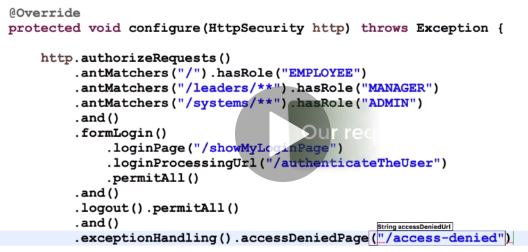 @Override
protected void configure(HttpSecurity http) throws Exception {
http.authorizeRequests()
.antMatchers("/").hasRole("EMPLOYEE")
.antMatchers("/leaders/**").hasRole("MANAGER")
.antMatchers("/systems/**").hasRole("ADMIN")
.and()
.formLogin()
Our
.loginPage("/showMyLoginPage")
.loginProcessingUrl("/authenticateTheUser")
.permitAll()
.and()
.logout().permitAll()
.and()
String accessDeniedUrl
.exceptionHandling().accessDeniedPage("/access-denied")